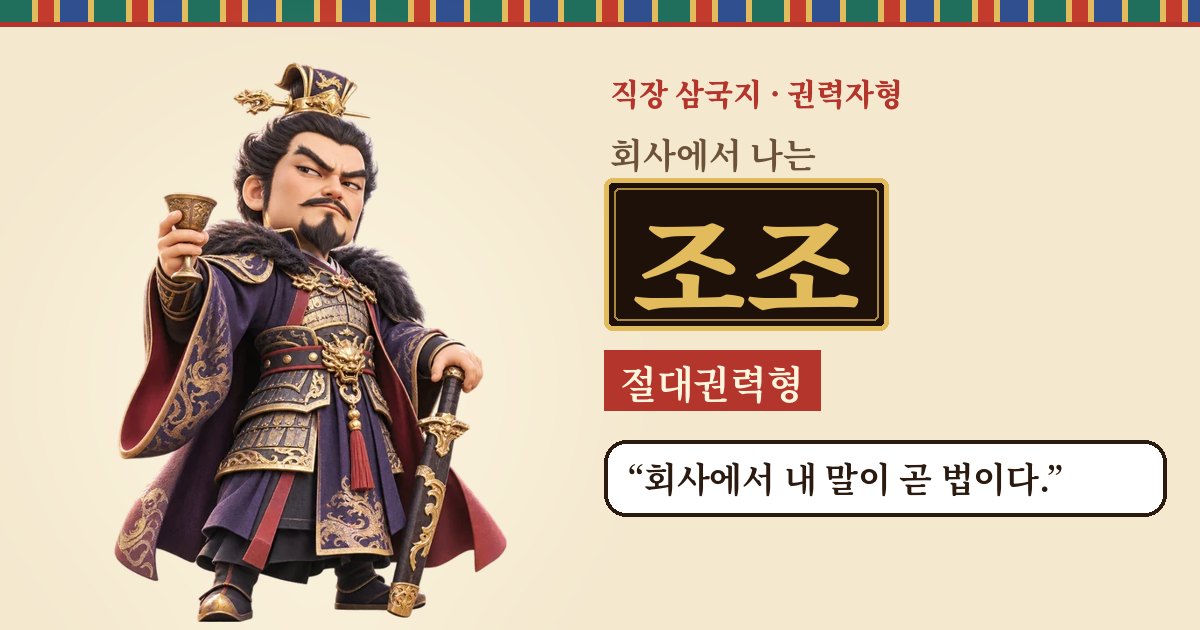 직장 삼국지 · 권력자형
회사에서 나는
조조
절대권력형
“회사에서 내 말이 곧 법이다.”